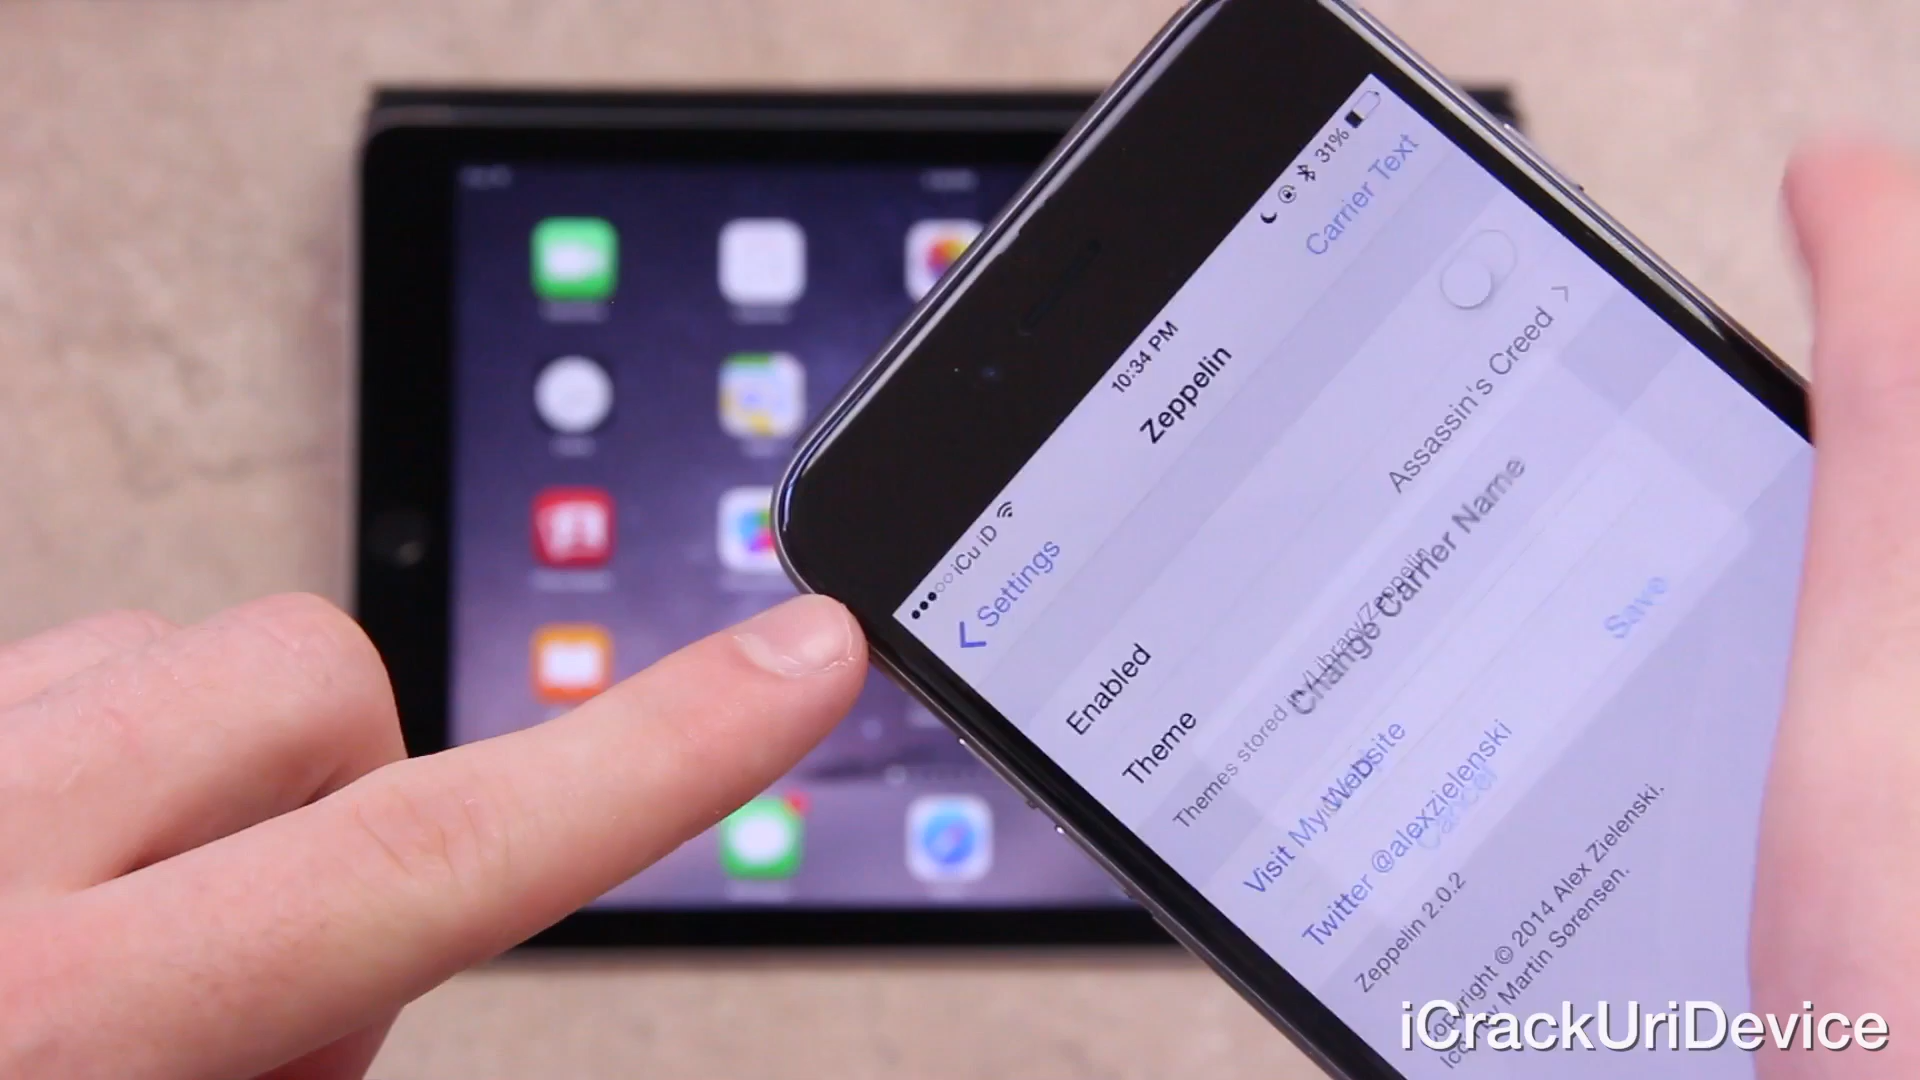 iCu iD
10:34 PM
31%
Settings
Zeppelin
Carrier Text
Enabled
Theme
Assassin's Creed
Themes stored in /Library/Zeppelin
Change Carrier Name
Save
Cancel
Visit My Website
Twitter @alexzielenski
Zeppelin 2.0.2
Copyright © 2014 Alex Zielenski.
Icon by Martin Sørensen.
iCrackUriDevice